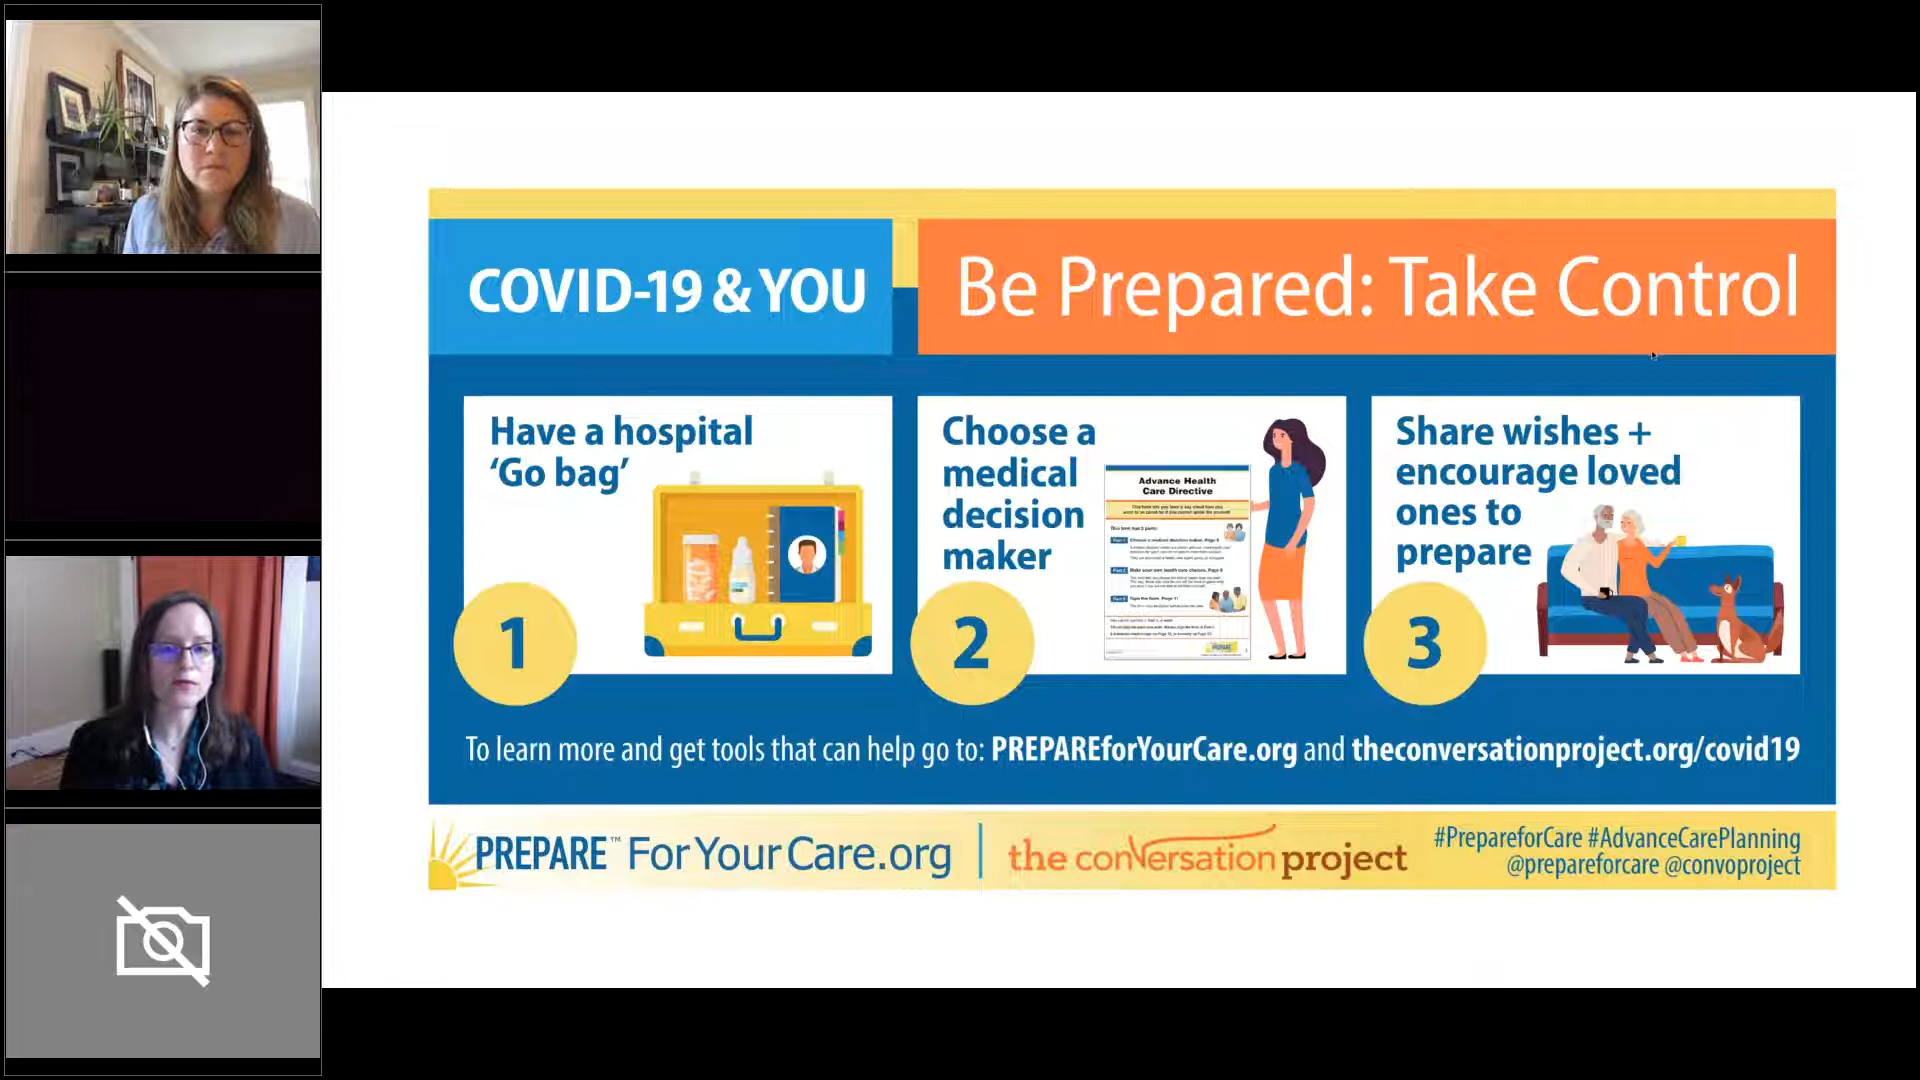 COVID-19 & YOU
Be Prepared: Take Control
Have a hospital
‘Go bag’
1
Choose a
medical
decision
maker
2
Advance Health
Care Directive
Share wishes +
encourage loved
ones to
prepare
3
To learn more and get tools that can help go to: PREPAREforYourCare.org and theconversationproject.org/covid19
PREPARE™ For Your Care.org
the conversation project
#PrepareforCare #AdvanceCarePlanning
@prepareforcare @convoproject